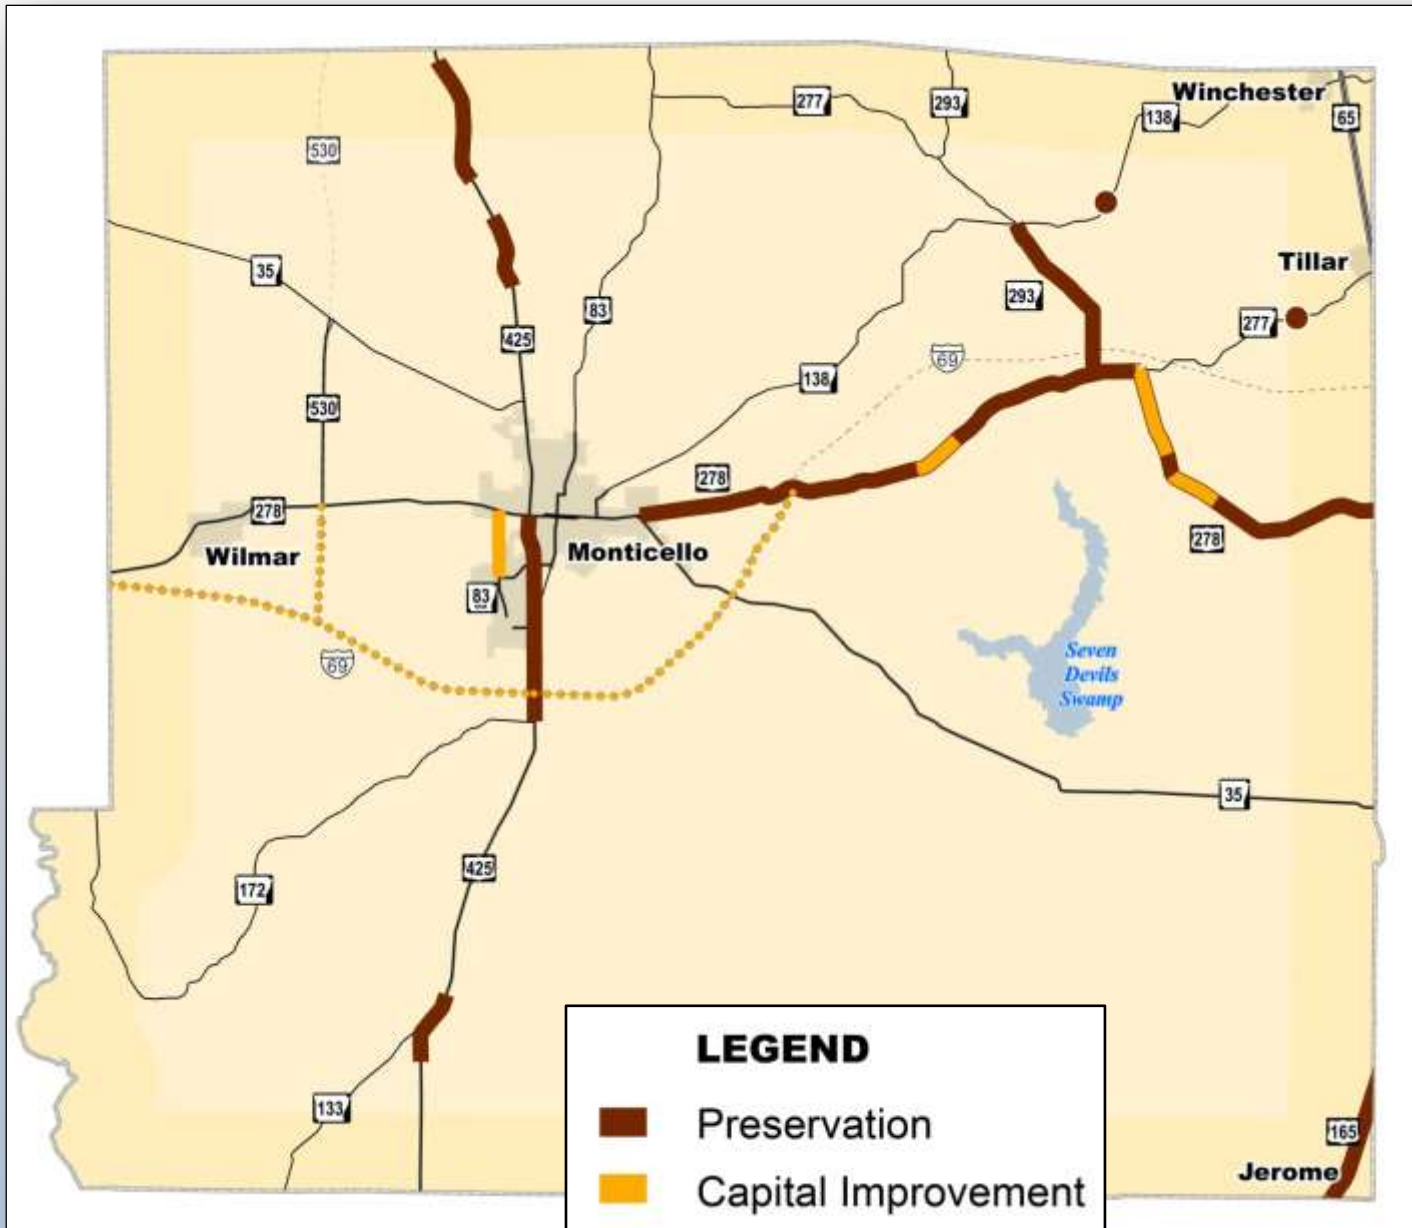 Winchester
277
293
138
65
530
Tillar
35
83
293
425
277
69
138
530
278
278
Wilmar
Monticello
278
83
Seven
Devils
Swamp
69
35
425
172
LEGEND
Preservation
Capital Improvement
133
165
Jerome